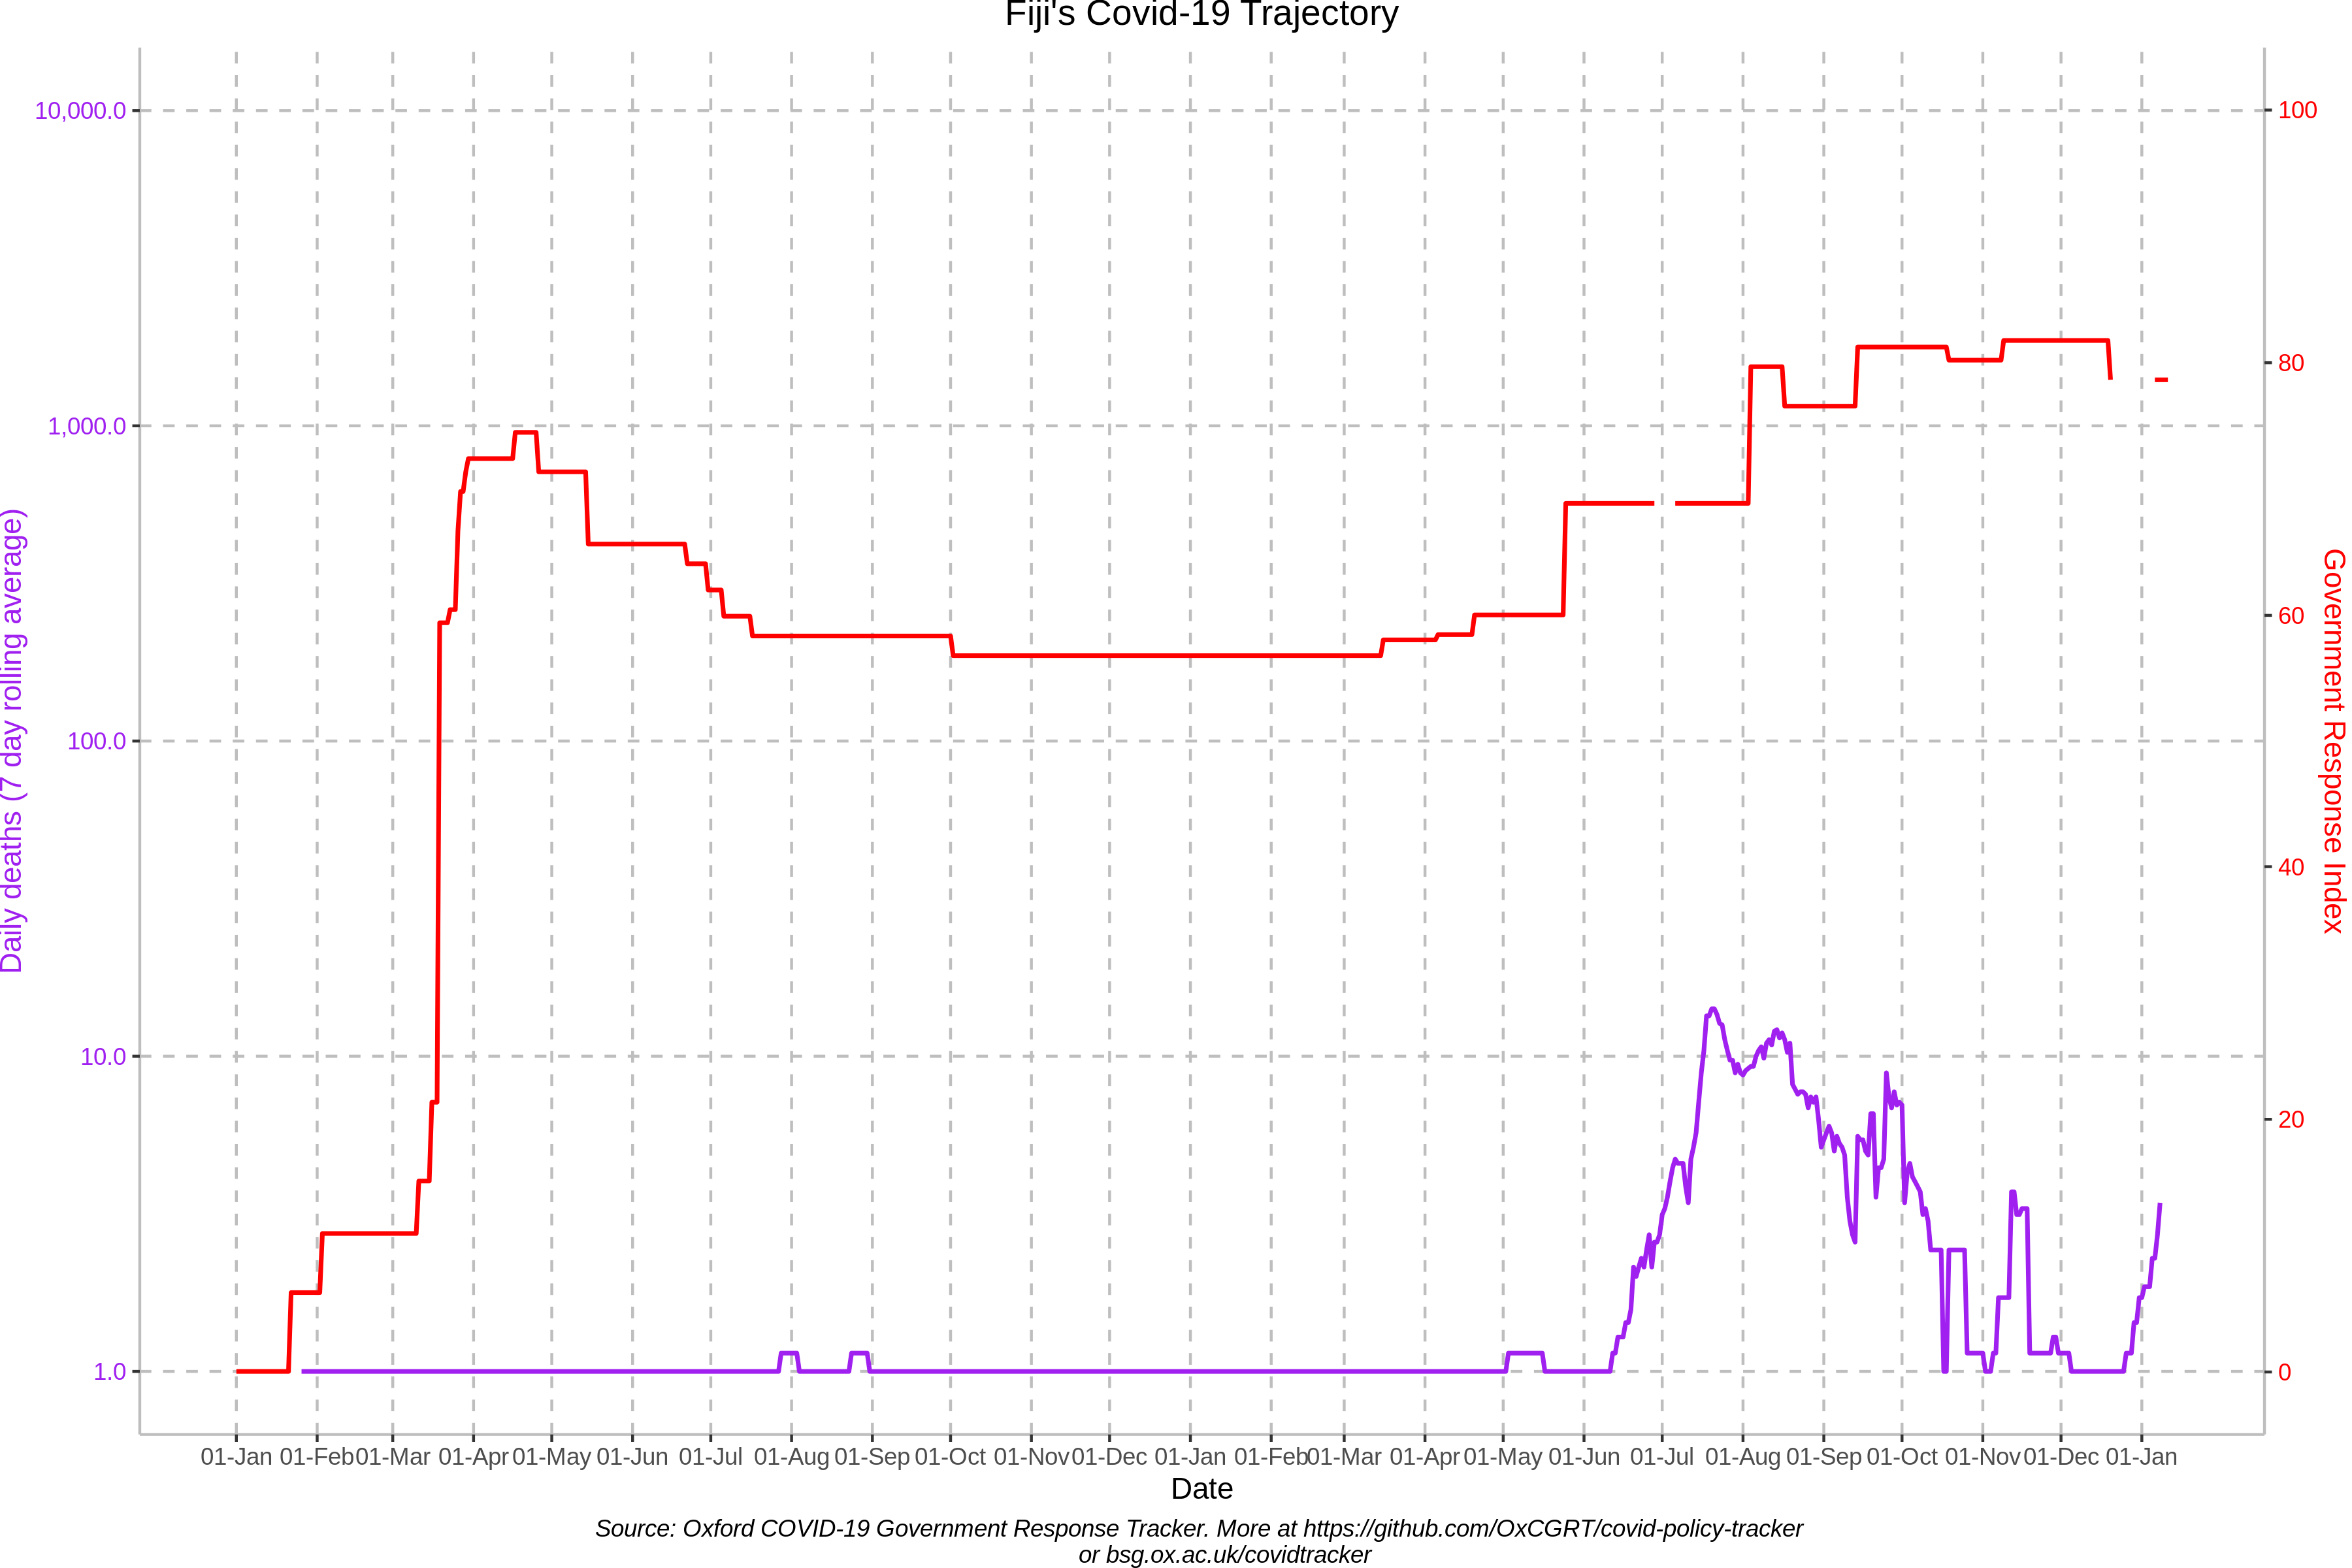 Fiji's Covid-19 Trajectory
10,000.0
1,000.0
100.0
10.0
1.0
Daily deaths (7 day rolling average)
100
80
60
40
20
0
Government Response Index
01-Jan 01-Feb 01-Mar 01-Apr 01-May 01-Jun 01-Jul 01-Aug 01-Sep 01-Oct 01-Nov 01-Dec 01-Jan 01-Feb 01-Mar 01-Apr 01-May 01-Jun 01-Jul 01-Aug 01-Sep 01-Oct 01-Nov 01-Dec 01-Jan
Date
Source: Oxford COVID-19 Government Response Tracker. More at https://github.com/OxCGRT/covid-policy-tracker
or bsg.ox.ac.uk/covidtracker